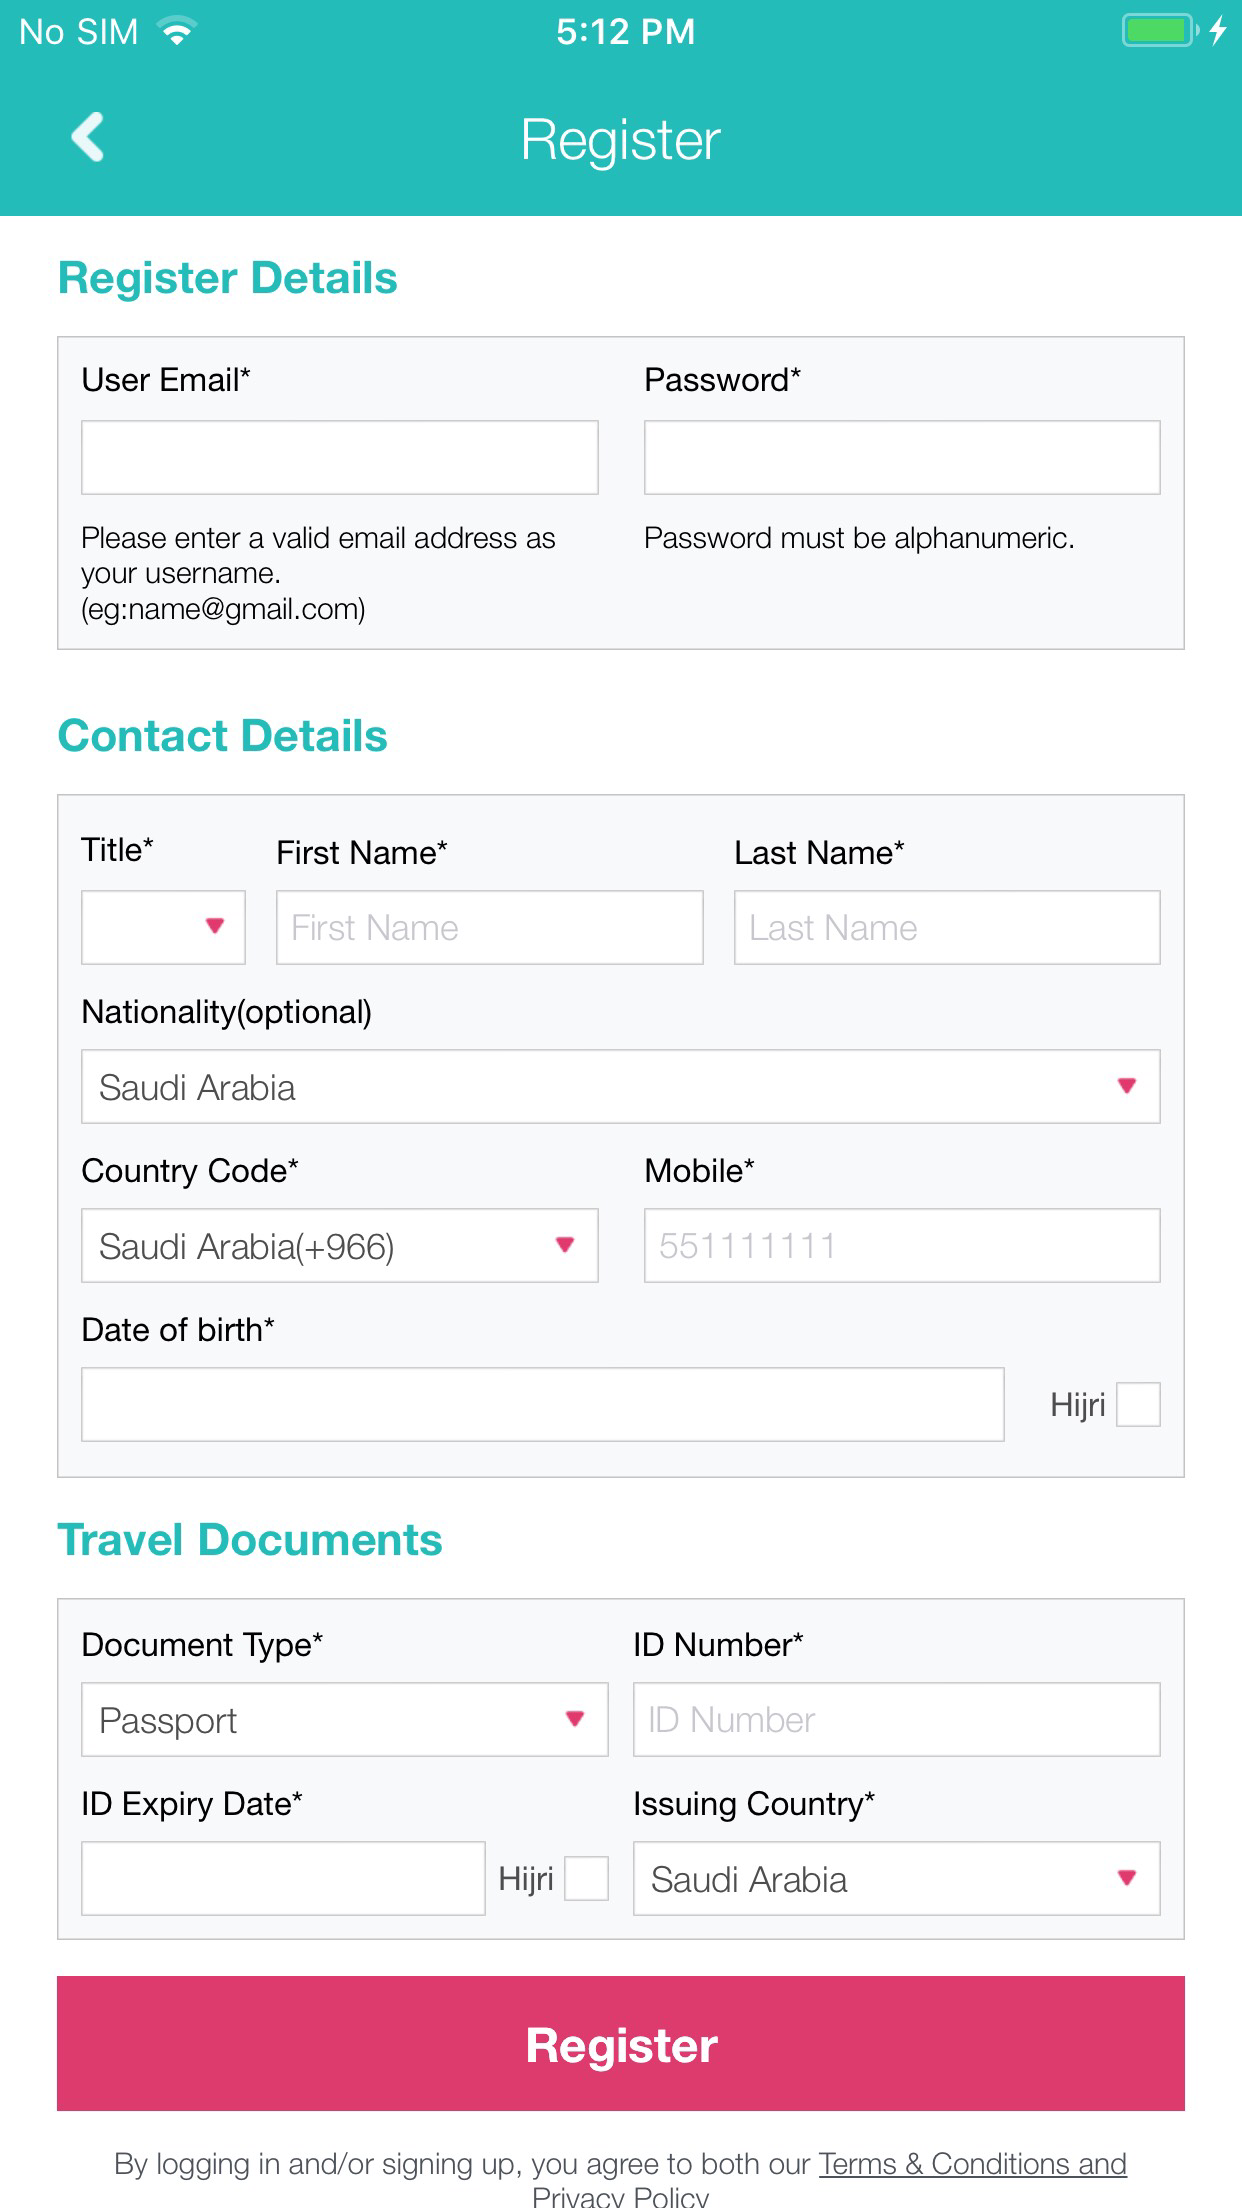 No SIM 5:12 PM
Register
Register Details
User Email* Password*
Please enter a valid email address as
your username.
(eg:name@gmail.com)
Password must be alphanumeric.
Contact Details
Title* First Name* Last Name*
First Name Last Name
Nationality(optional)
Saudi Arabia
Country Code* Mobile*
Saudi Arabia(+966) 551111111
Date of birth*
Hijri
Travel Documents
Document Type* ID Number*
Passport ID Number
ID Expiry Date* Issuing Country*
Hijri Saudi Arabia
Register
By logging in and/or signing up, you agree to both our Terms & Conditions and
Privacy Policy